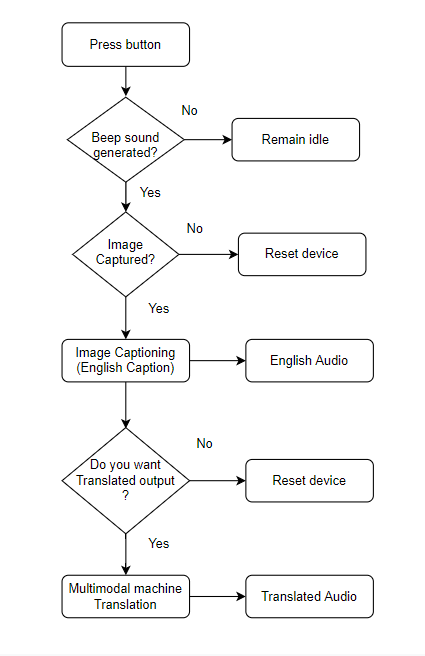 Press button
No
Beep sound
generated?
Remain idle
Yes
No
Image
Captured?
Reset device
Yes
Image Captioning
(English Caption)
English Audio
No
Do you want
Translated output
?
Reset device
Yes
Multimodal machine
Translation
Translated Audio